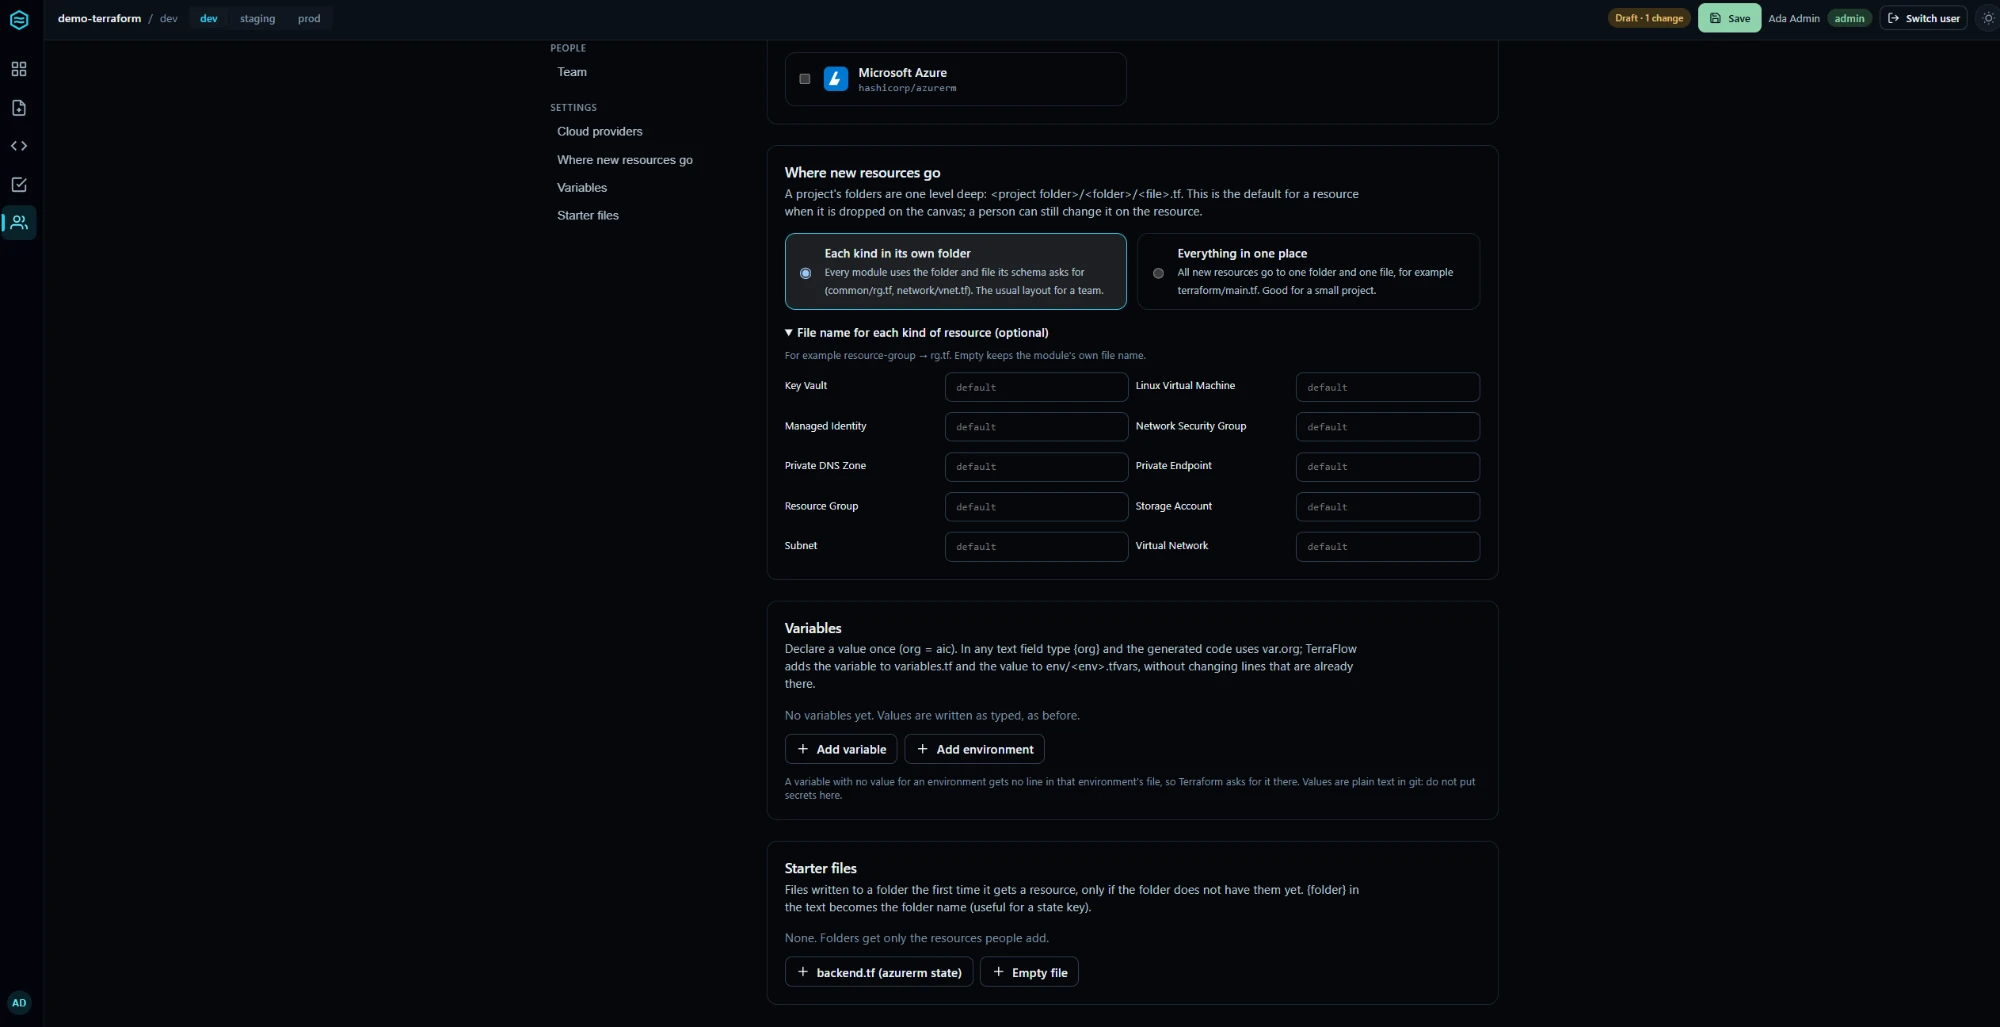 demo-terraform / dev dev staging prod Draft · 1 change Save Ada Admin admin Switch user
PEOPLE
Team
SETTINGS
Cloud providers
Where new resources go
Variables
Starter files
Microsoft Azure
hashicorp/azurerm
Where new resources go
A project's folders are one level deep: <project folder>/<folder>/<file>.tf. This is the default for a resource
when it is dropped on the canvas; a person can still change it on the resource.
Each kind in its own folder
Every module uses the folder and file its schema asks for
(common/rg.tf, network/vnet.tf). The usual layout for a team.
Everything in one place
All new resources go to one folder and one file, for example
terraform/main.tf. Good for a small project.
▼ File name for each kind of resource (optional)
For example resource-group → rg.tf. Empty keeps the module's own file name.
Key Vault default Linux Virtual Machine default
Managed Identity default Network Security Group default
Private DNS Zone default Private Endpoint default
Resource Group default Storage Account default
Subnet default Virtual Network default
Variables
Declare a value once (org = aic). In any text field type {org} and the generated code uses var.org; TerraFlow
adds the variable to variables.tf and the value to env/<env>.tfvars, without changing lines that are already
there.
No variables yet. Values are written as typed, as before.
+ Add variable + Add environment
A variable with no value for an environment gets no line in that environment's file, so Terraform asks for it there. Values are plain text in git: do not put
secrets here.
Starter files
Files written to a folder the first time it gets a resource, only if the folder does not have them yet. {folder} in
the text becomes the folder name (useful for a state key).
None. Folders get only the resources people add.
+ backend.tf (azurerm state) + Empty file
AD